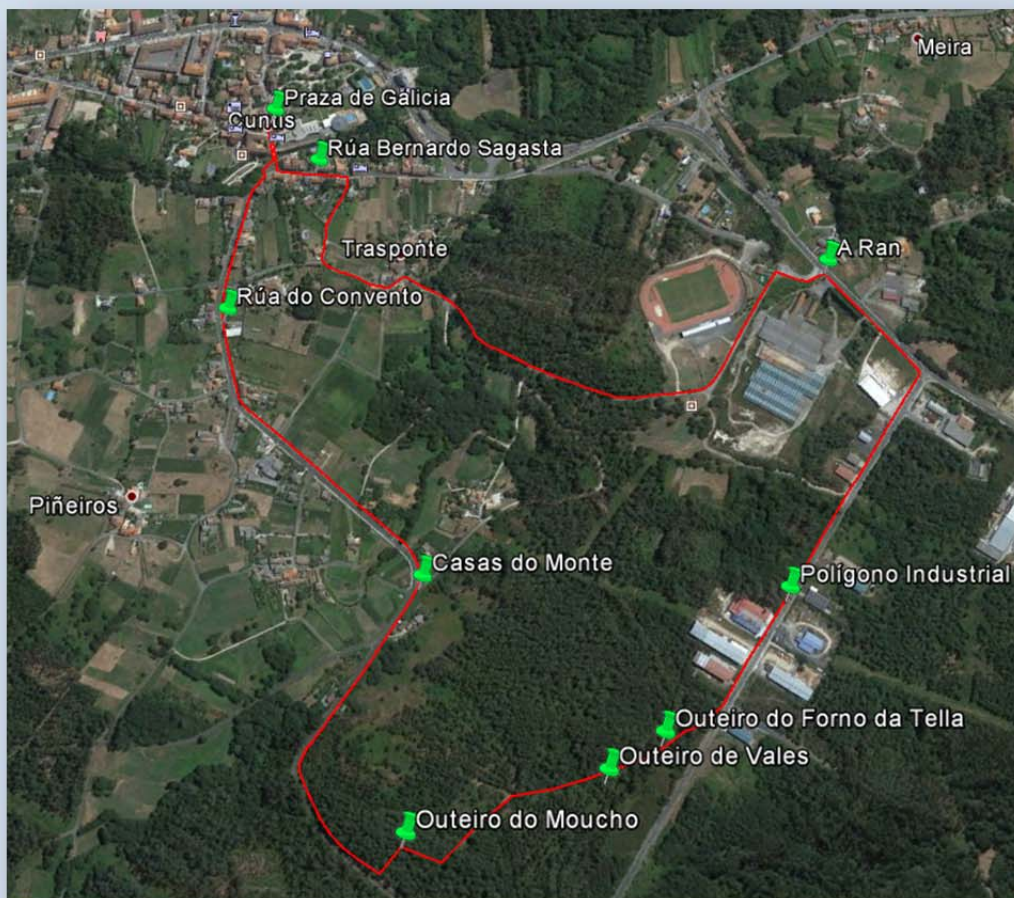 Meira
Praza de Galicia
Cuntis
Rúa Bernardo Sagasta
Trasponte
A Ran
Rúa do Convento
Piñeiros
Casas do Monte
Polígono Industrial
Outeiro do Forno da Tella
Outeiro de Vales
Outeiro do Moucho